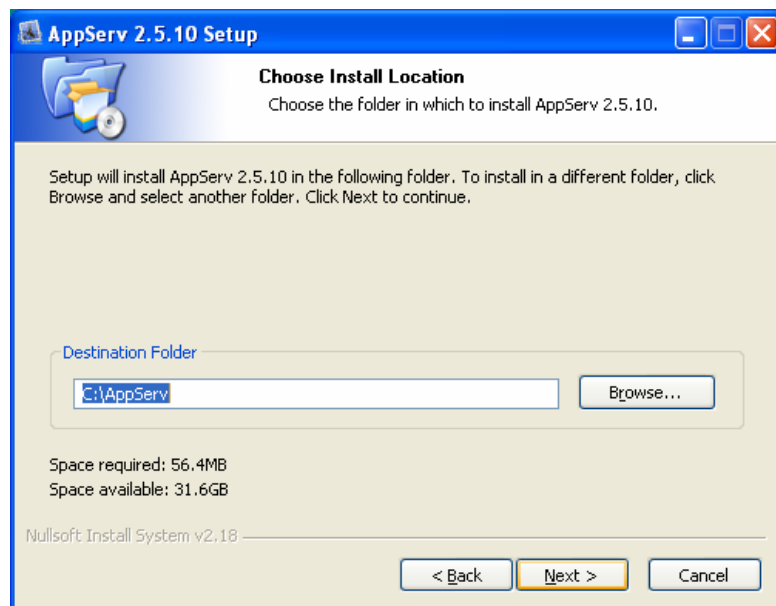 AppServ 2.5.10 Setup
Choose Install Location
Choose the folder in which to install AppServ 2.5.10.
Setup will install AppServ 2.5.10 in the following folder. To install in a different folder, click
Browse and select another folder. Click Next to continue.
Destination Folder
C:\AppServ
Browse...
Space required: 56.4MB
Space available: 31.6GB
Nullsoft Install System v2.18
< Back
Next >
Cancel